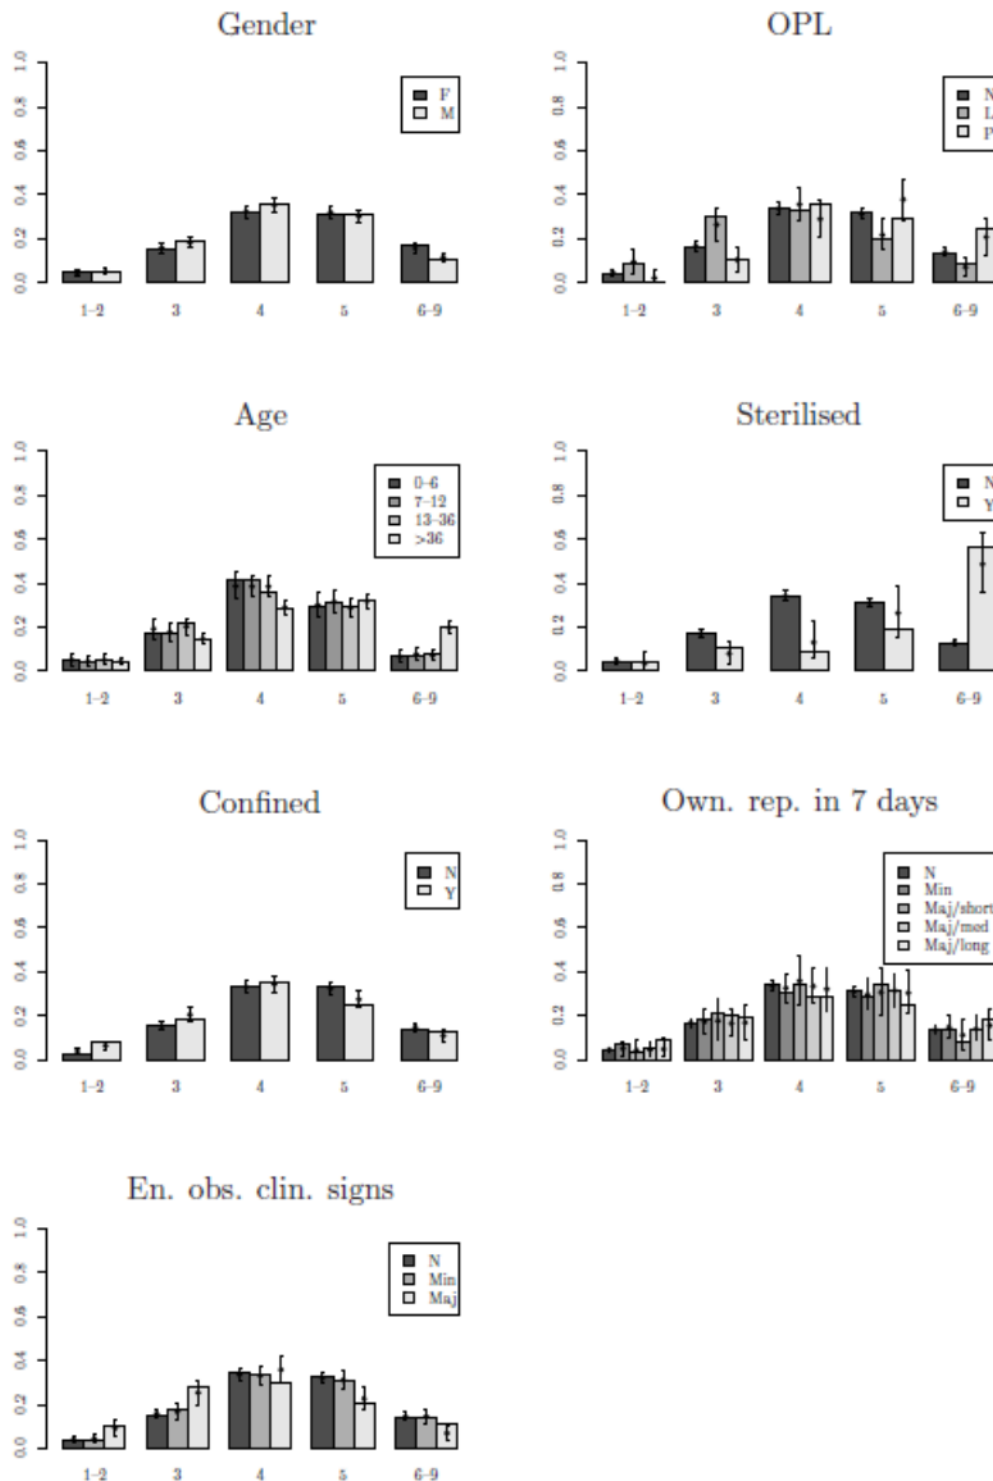 Gender
1.0
0.8
0.6
0.4
0.2
0.0
F
M
1–2 3 4 5 6–9
OPL
1.0
0.8
0.6
0.4
0.2
0.0
N
L
P
1–2 3 4 5 6–9
Age
1.0
0.8
0.6
0.4
0.2
0.0
0–6
7–12
13–36
>36
1–2 3 4 5 6–9
Sterilised
1.0
0.8
0.6
0.4
0.2
0.0
N
Y
1–2 3 4 5 6–9
Confined
1.0
0.8
0.6
0.4
0.2
0.0
N
Y
1–2 3 4 5 6–9
Own. rep. in 7 days
1.0
0.8
0.6
0.4
0.2
0.0
N
Min
Maj/short
Maj/med
Maj/long
1–2 3 4 5 6–9
En. obs. clin. signs
1.0
0.8
0.6
0.4
0.2
0.0
N
Min
Maj
1–2 3 4 5 6–9